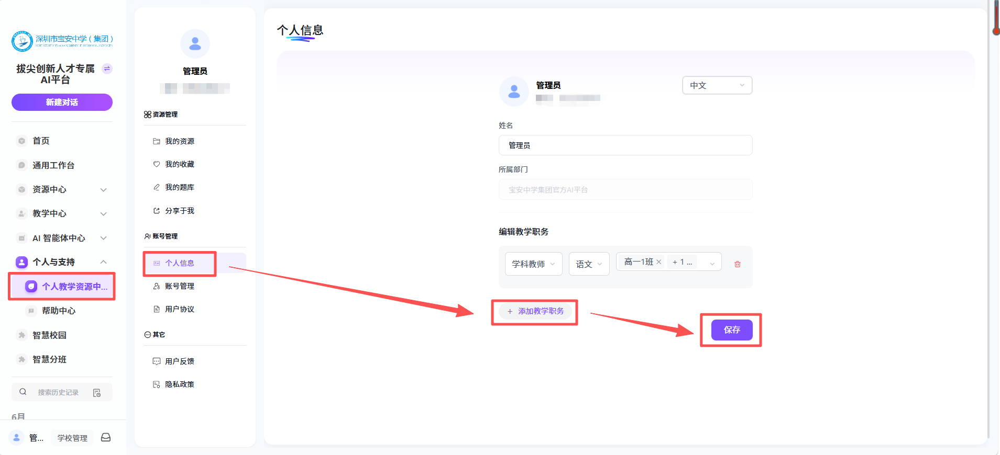 深圳市宝安中学（集团）
SHENZHEN BAOAN MIDDLE SCHOOL (GROUP)
拔尖创新人才专属
AI平台
新建对话
首页
通用工作台
资源中心
教学中心
AI 智能体中心
个人与支持
个人教学资源中...
帮助中心
智慧校园
智慧分班
搜索历史记录
6月
管...
学校管理
管理员
资源管理
我的资源
我的收藏
我的题库
分享于我
账号管理
个人信息
账号管理
用户协议
其它
用户反馈
隐私政策
个人信息
管理员
中文
姓名
管理员
所属部门
宝安中学集团官方AI平台
编辑教学职务
学科教师
语文
高一1班
+ 1 ...
+ 添加教学职务
保存